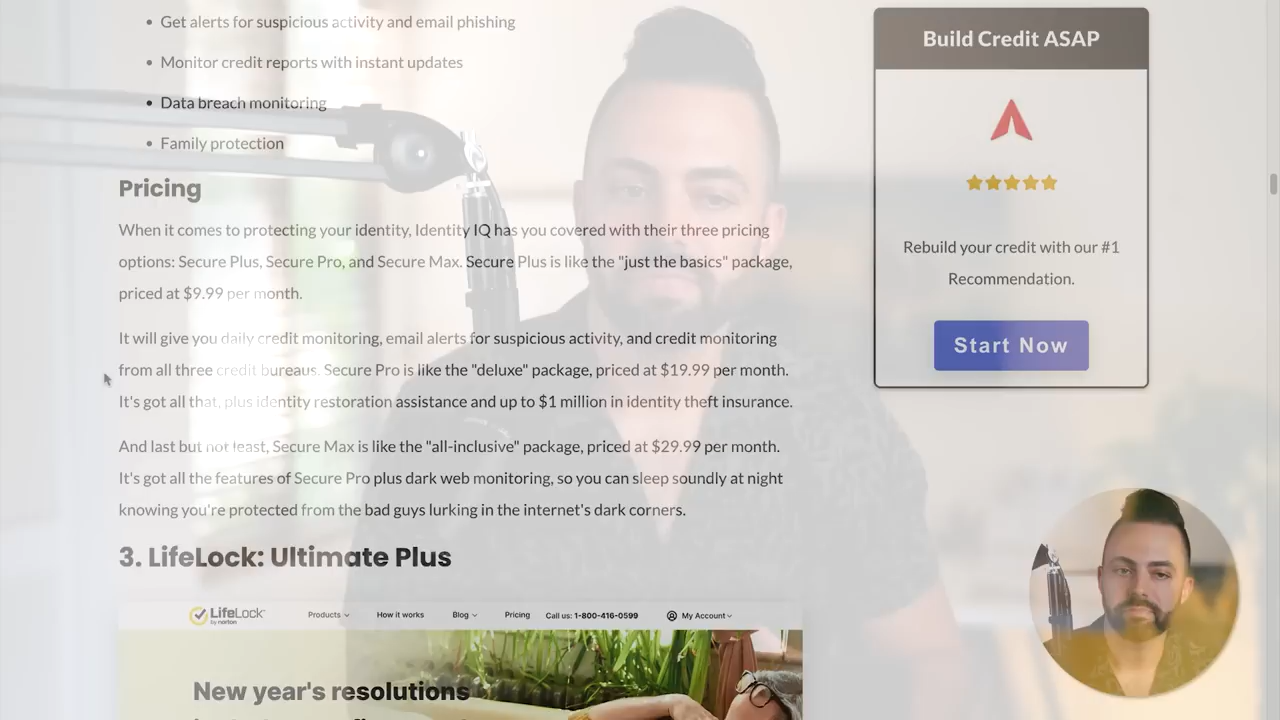 • Get alerts for suspicious activity and email phishing
• Monitor credit reports with instant updates
• Data breach monitoring
• Family protection
Pricing
When it comes to protecting your identity, Identity IQ has you covered with their three pricing
options: Secure Plus, Secure Pro, and Secure Max. Secure Plus is like the "just the basics" package,
priced at $9.99 per month.
It will give you daily credit monitoring, email alerts for suspicious activity, and credit monitoring
from all three credit bureaus. Secure Pro is like the "deluxe" package, priced at $19.99 per month.
It's got all that, plus identity restoration assistance and up to $1 million in identity theft insurance.
And last but not least, Secure Max is like the "all-inclusive" package, priced at $29.99 per month.
It's got all the features of Secure Pro plus dark web monitoring, so you can sleep soundly at night
knowing you're protected from the bad guys lurking in the internet's dark corners.
3. LifeLock: Ultimate Plus
LifeLock
by norton
Products
How it works
Blog
Pricing
Call us: 1-800-416-0599
My Account
New year's resolutions
Build Credit ASAP
Rebuild your credit with our #1
Recommendation.
Start Now